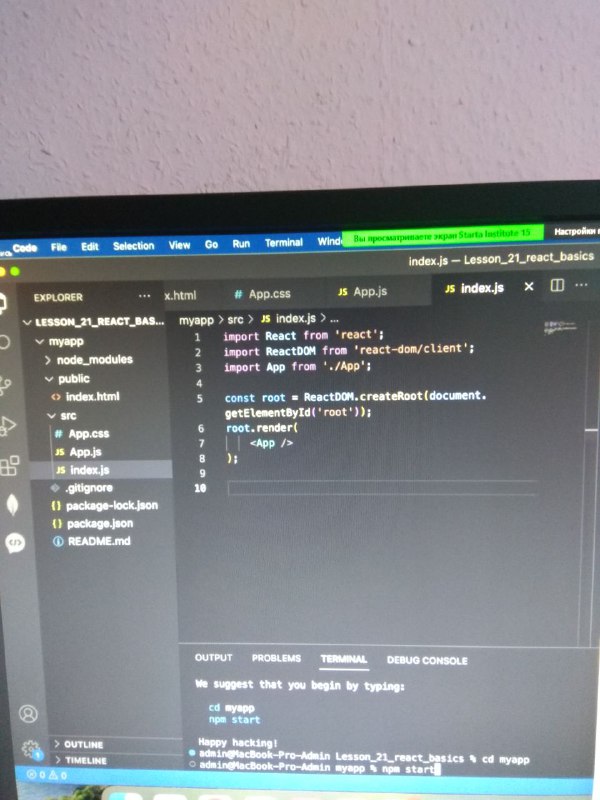 Code File Edit Selection View Go Run Terminal
Вы просматриваете экран Starta Institute 15
Настройки
index.js — Lesson_21_react_basics
EXPLORER ···
x.html # App.css JS App.js JS index.js × ···
LESSON_21_REACT_BAS...
myapp
node_modules
public
<> index.html
src
# App.css
JS App.js
JS index.js
.gitignore
{} package-lock.json
{} package.json
README.md
OUTLINE
TIMELINE
myapp > src > JS index.js > ...
1 import React from 'react';
2 import ReactDOM from 'react-dom/client';
3 import App from './App';
4
5 const root = ReactDOM.createRoot(document.
getElementById('root'));
6 root.render(
7 <App />
8 );
9
10
OUTPUT PROBLEMS TERMINAL DEBUG CONSOLE
We suggest that you begin by typing:
cd myapp
npm start
Happy hacking!
admin@MacBook-Pro-Admin Lesson_21_react_basics % cd myapp
admin@MacBook-Pro-Admin myapp % npm start
0 0